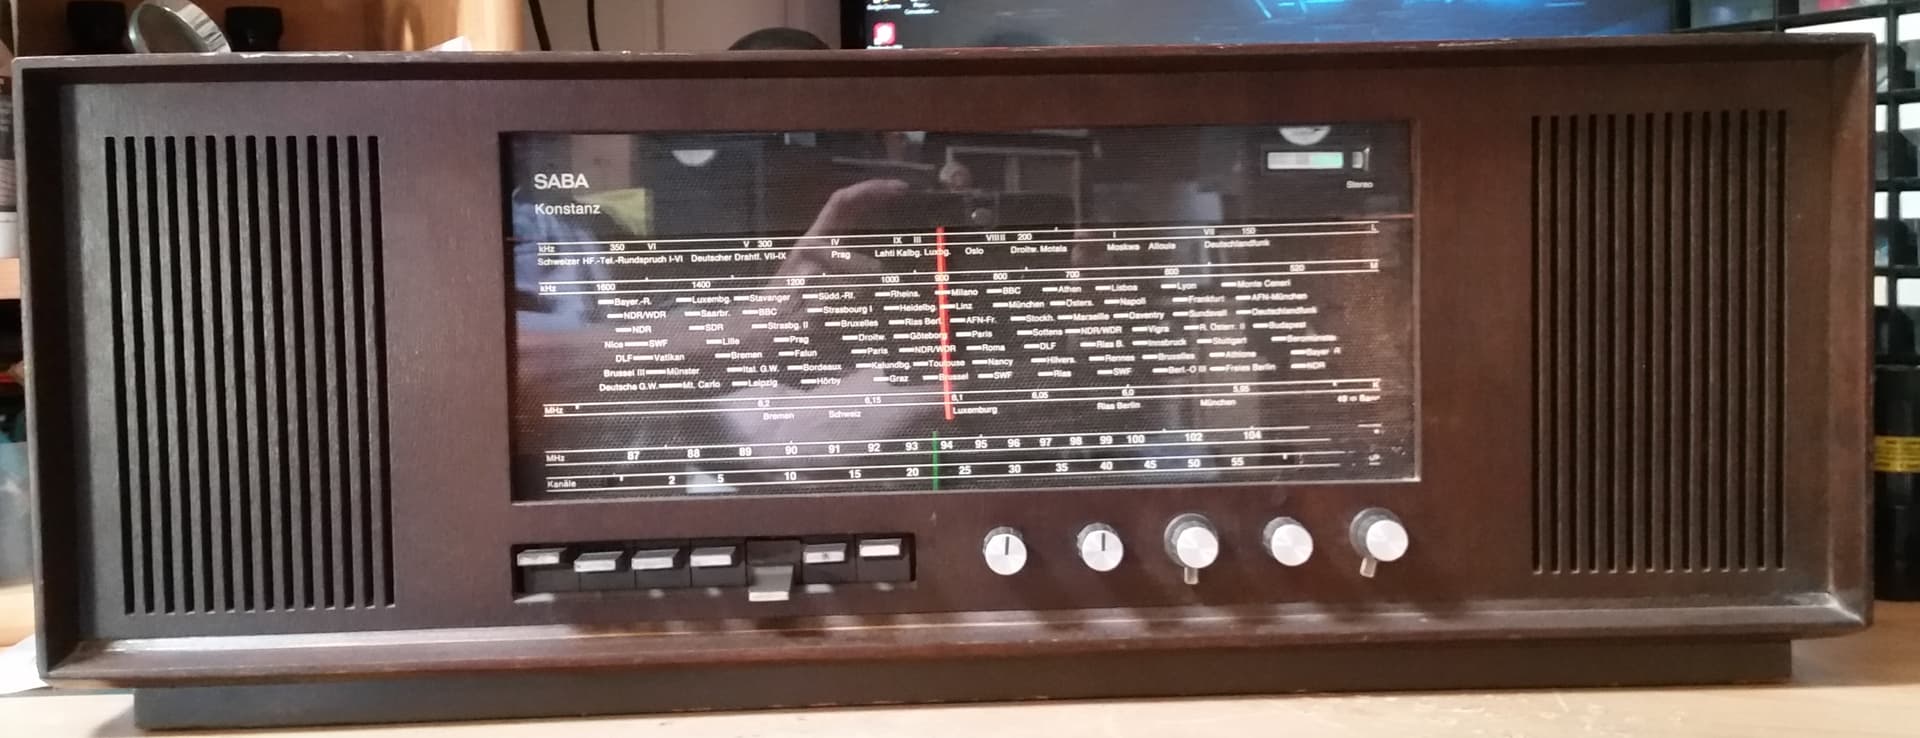 SABA
Stereo
Konstanz
kHz 350 VI V 300 IV IX III VIII II 200 I VII 150 L
Schweizer HF.-Tel.-Rundspruch I-VI Deutscher Drahtf. VII-IX Prag Lahti Kalbg. Luxbg. Oslo Droitw. Motala Moskwa Allouis Deutschlandfunk
kHz 1600 1400 1200 1000 900 800 700 600 520 M
Bayer.-R. Luxembg. Stavanger Südd.-Rf. Rheins. Milano BBC Athen Lisboa Lyon Monte Ceneri
NDR/WDR Saarbr. BBC Strasbourg I Heidelbg. Linz München Österr. Napoli Frankfurt AFN-München
NDR SDR Strasbg. II Bruxelles Rias Berl. AFN-Fr. Stockh. Marseille Daventry Sundsvall Deutschlandfunk
Nice SWF Lille Prag Droitw. Göteborg Paris Sottens NDR/WDR Vigra R. Österr. II Budapest
DLF Vatikan Bremen Falun Paris NDR/WDR Roma DLF Rias B. Innsbruck Stuttgart Beromünster
Brussel III Münster Ital. G.W. Bordeaux Kalundbg. Toulouse Nancy Hilvers. Rennes Bruxelles Athlone Bayer R
Deutsche G.W. Mt. Carlo Leipzig Hörby Graz Brussel SWF Rias SWF Berl.-O III Freies Berlin NDR
MHz 6,2 6,15 6,1 6,05 6,0 5,95 K
Bremen Schweiz Luxemburg Rias Berlin München 49 m Band
MHz 87 88 89 90 91 92 93 94 95 96 97 98 99 100 102 104
Kanäle 2 5 10 15 20 25 30 35 40 45 50 55